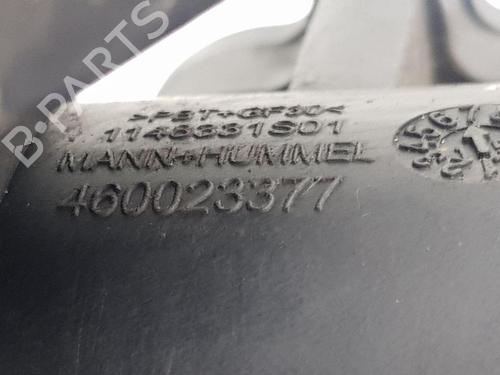 B-PARTS
>PBT+GF30<
1146331S01
MANN+HUMMEL
460023377